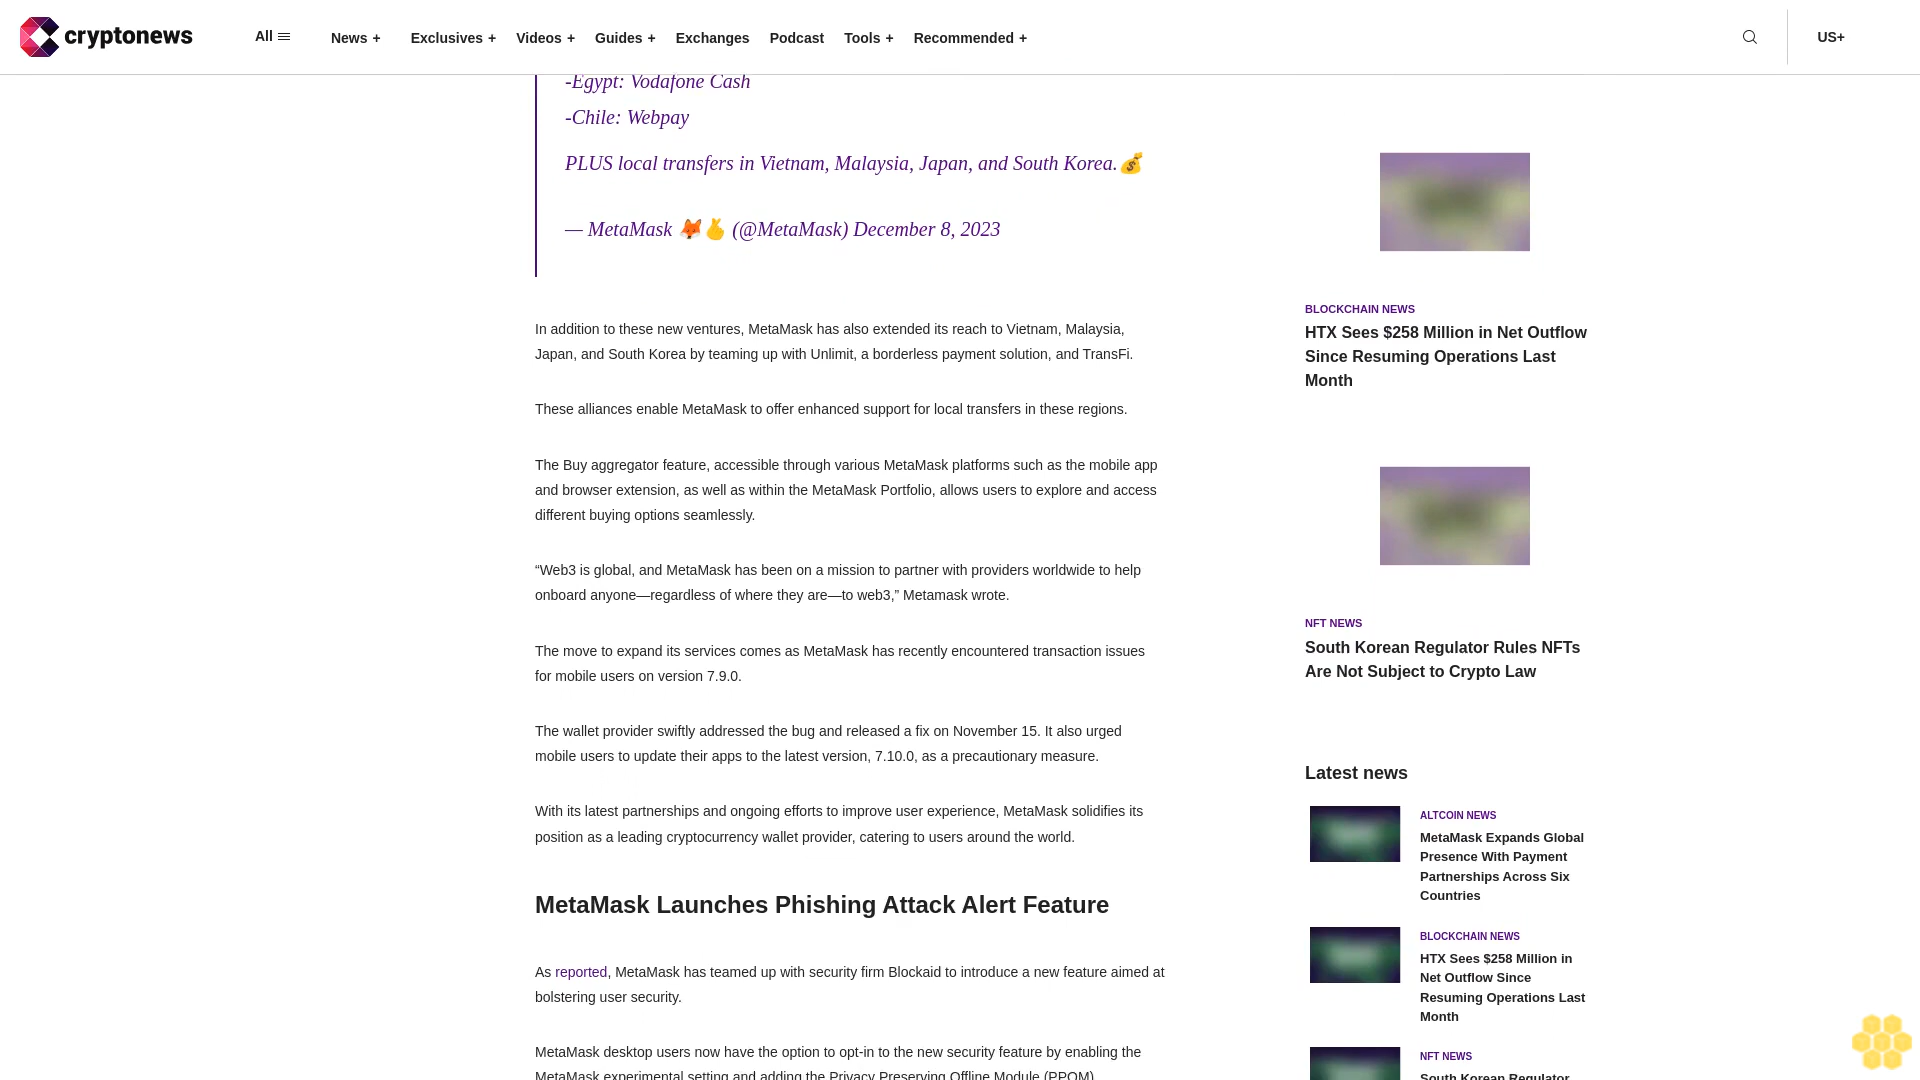 cryptonews
All
News +
Exclusives +
Videos +
Guides +
Exchanges
Podcast
Tools +
Recommended +
US+
-Egypt: Vodafone Cash
-Chile: Webpay
PLUS local transfers in Vietnam, Malaysia, Japan, and South Korea.💰
— MetaMask 🦊🫰 (@MetaMask) December 8, 2023
In addition to these new ventures, MetaMask has also extended its reach to Vietnam, Malaysia,
Japan, and South Korea by teaming up with Unlimit, a borderless payment solution, and TransFi.
These alliances enable MetaMask to offer enhanced support for local transfers in these regions.
The Buy aggregator feature, accessible through various MetaMask platforms such as the mobile app
and browser extension, as well as within the MetaMask Portfolio, allows users to explore and access
different buying options seamlessly.
“Web3 is global, and MetaMask has been on a mission to partner with providers worldwide to help
onboard anyone—regardless of where they are—to web3,” Metamask wrote.
The move to expand its services comes as MetaMask has recently encountered transaction issues
for mobile users on version 7.9.0.
The wallet provider swiftly addressed the bug and released a fix on November 15. It also urged
mobile users to update their apps to the latest version, 7.10.0, as a precautionary measure.
With its latest partnerships and ongoing efforts to improve user experience, MetaMask solidifies its
position as a leading cryptocurrency wallet provider, catering to users around the world.
MetaMask Launches Phishing Attack Alert Feature
As reported, MetaMask has teamed up with security firm Blockaid to introduce a new feature aimed at
bolstering user security.
MetaMask desktop users now have the option to opt-in to the new security feature by enabling the
MetaMask experimental setting and adding the Privacy Preserving Offline Module (PPOM).
BLOCKCHAIN NEWS
HTX Sees $258 Million in Net Outflow
Since Resuming Operations Last
Month
NFT NEWS
South Korean Regulator Rules NFTs
Are Not Subject to Crypto Law
Latest news
ALTCOIN NEWS
MetaMask Expands Global
Presence With Payment
Partnerships Across Six
Countries
BLOCKCHAIN NEWS
HTX Sees $258 Million in
Net Outflow Since
Resuming Operations Last
Month
NFT NEWS
South Korean Regulator